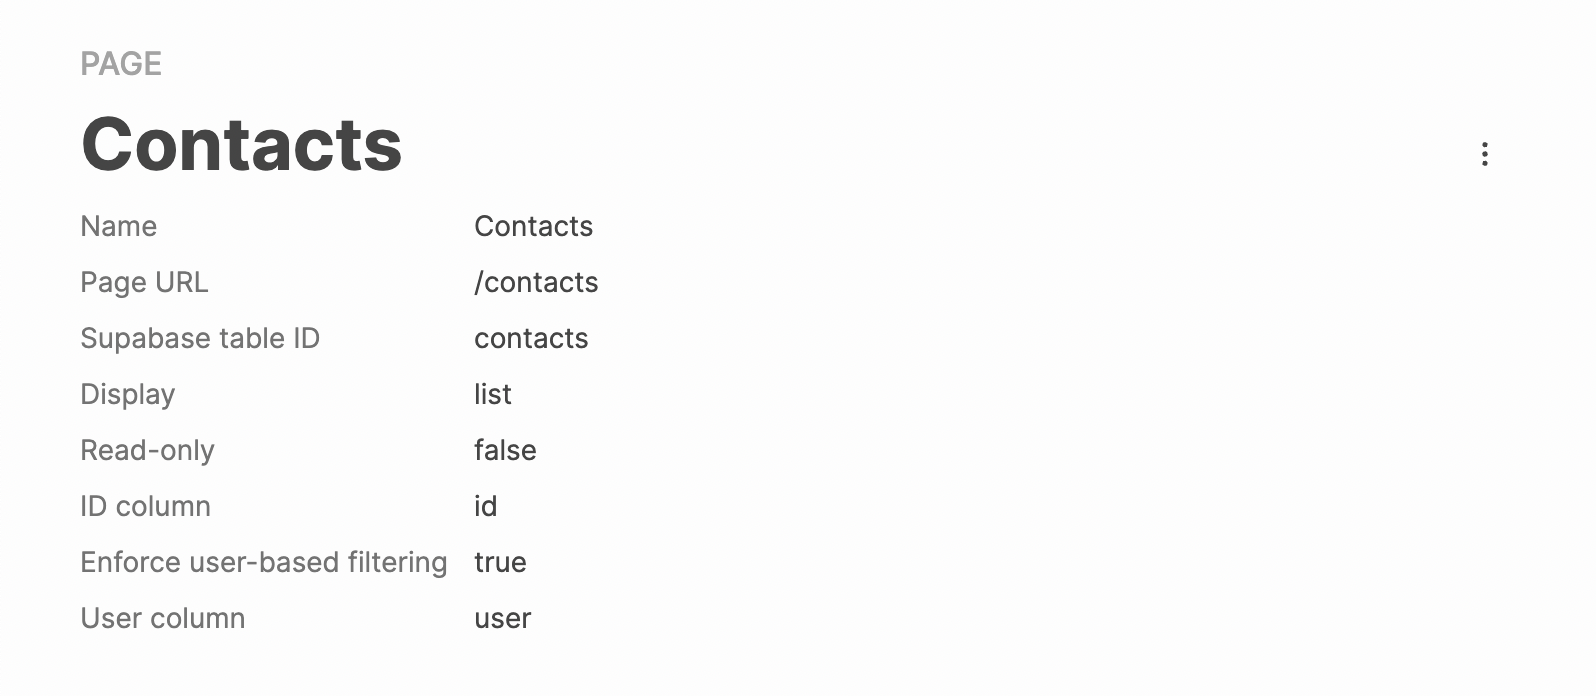 PAGE
Contacts
Name Contacts
Page URL /contacts
Supabase table ID contacts
Display list
Read-only false
ID column id
Enforce user-based filtering true
User column user